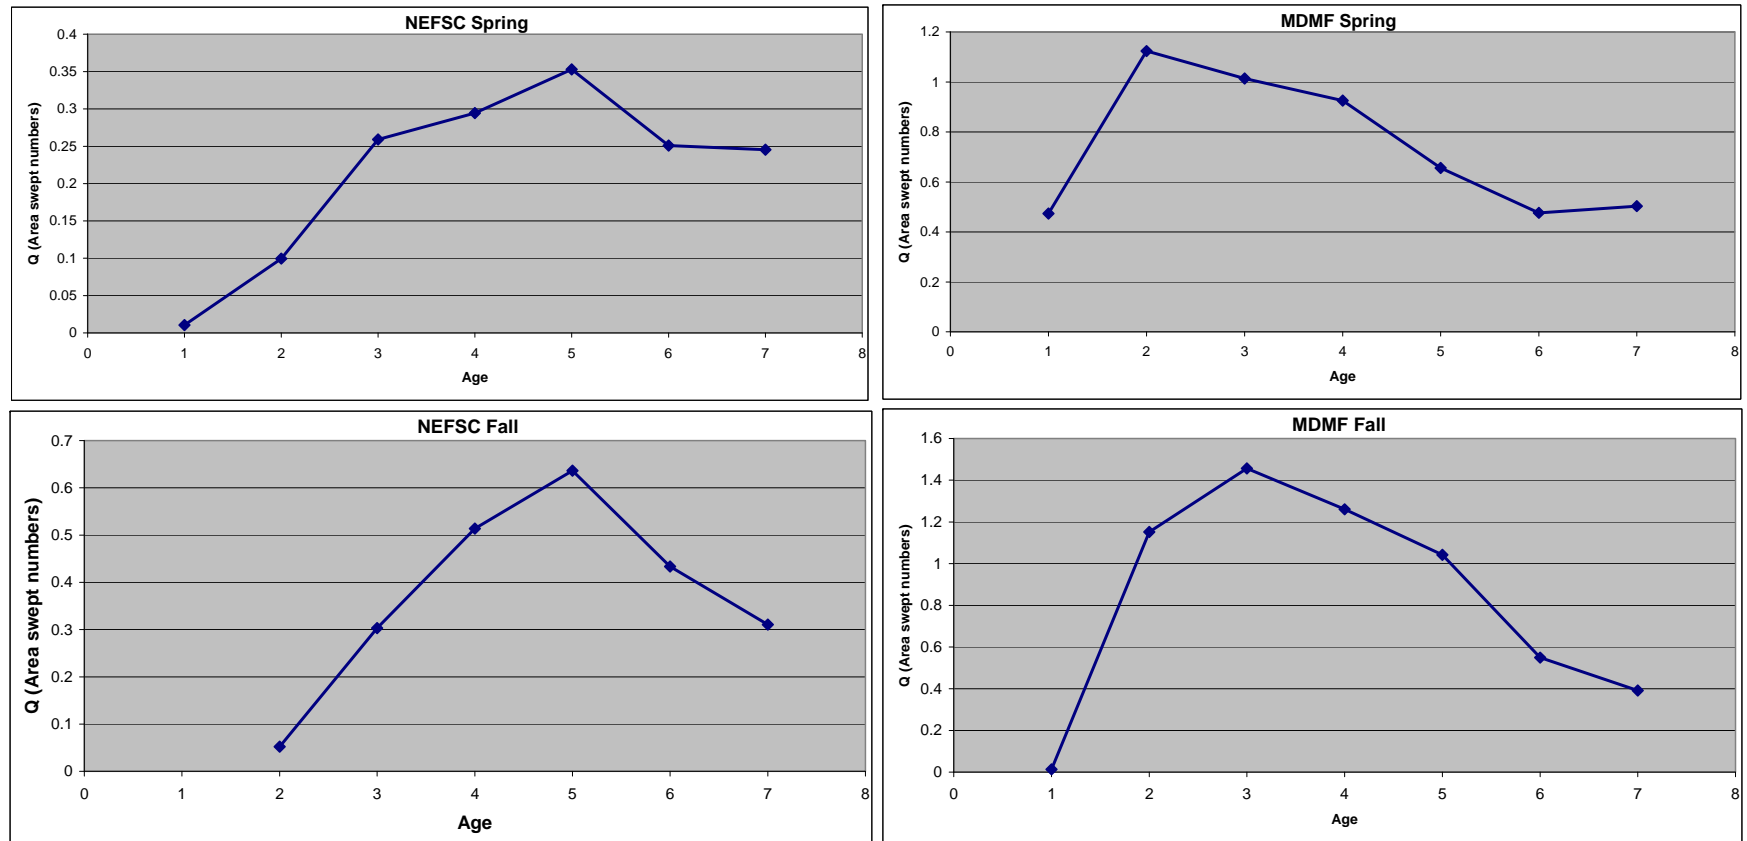 NEFSC Spring
0.4
0.35
0.3
0.25
0.2
0.15
0.1
0.05
0
Q (Area swept numbers)
0 1 2 3 4 5 6 7 8
Age
MDMF Spring
1.2
1
0.8
0.6
0.4
0.2
0
Q (Area swept numbers)
0 1 2 3 4 5 6 7 8
Age
NEFSC Fall
0.7
0.6
0.5
0.4
0.3
0.2
0.1
0
Q (Area swept numbers)
0 1 2 3 4 5 6 7 8
Age
MDMF Fall
1.6
1.4
1.2
1
0.8
0.6
0.4
0.2
0
Q (Area swept numbers)
0 1 2 3 4 5 6 7 8
Age